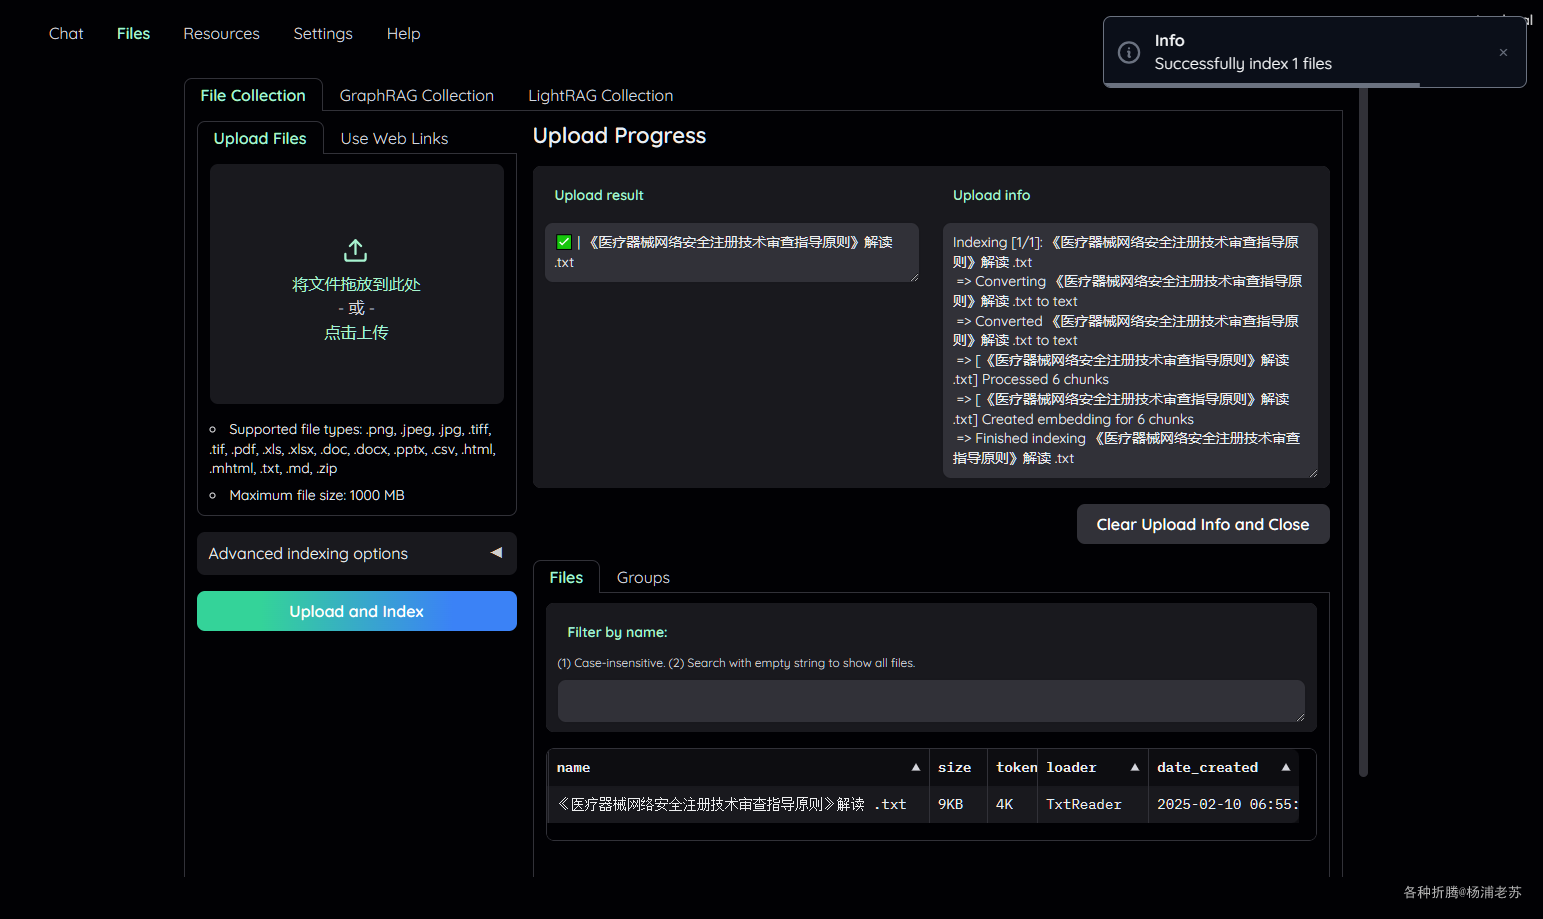 Chat
Files
Resources
Settings
Help
Info
Successfully index 1 files
File Collection
GraphRAG Collection
LightRAG Collection
Upload Files
Use Web Links
将文件拖放到此处
- 或 -
点击上传
Supported file types: .png, .jpeg, .jpg, .tiff,
.tif, .pdf, .xls, .xlsx, .doc, .docx, .pptx, .csv, .html,
.mhtml, .txt, .md, .zip
Maximum file size: 1000 MB
Advanced indexing options
Upload and Index
Upload Progress
Upload result
✅ | 《医疗器械网络安全注册技术审查指导原则》解读
.txt
Upload info
Indexing [1/1]: 《医疗器械网络安全注册技术审查指导原
则》解读 .txt
=> Converting 《医疗器械网络安全注册技术审查指导原
则》解读 .txt to text
=> Converted 《医疗器械网络安全注册技术审查指导原
则》解读 .txt to text
=> [《医疗器械网络安全注册技术审查指导原则》解读
.txt] Processed 6 chunks
=> [《医疗器械网络安全注册技术审查指导原则》解读
.txt] Created embedding for 6 chunks
=> Finished indexing 《医疗器械网络安全注册技术审查
指导原则》解读 .txt
Clear Upload Info and Close
Files
Groups
Filter by name:
(1) Case-insensitive. (2) Search with empty string to show all files.
name size token loader date_created
《医疗器械网络安全注册技术审查指导原则》解读 .txt 9KB 4K TxtReader 2025-02-10 06:55:
各种折腾@杨浦老苏